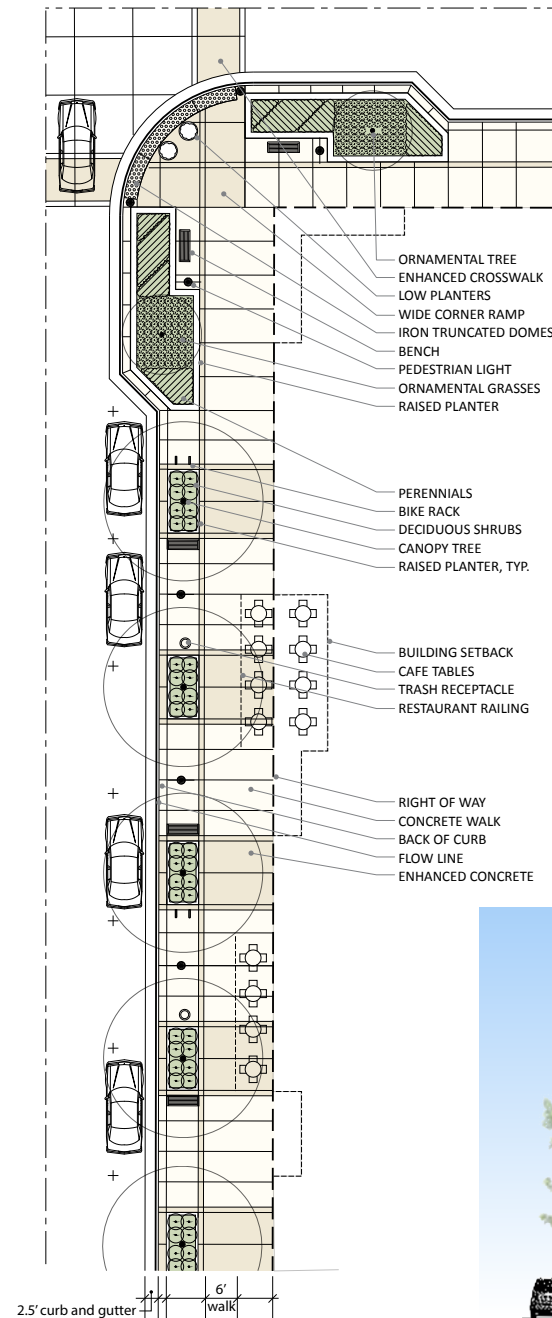 ORNAMENTAL TREE
ENHANCED CROSSWALK
LOW PLANTERS
WIDE CORNER RAMP
IRON TRUNCATED DOMES
BENCH
PEDESTRIAN LIGHT
ORNAMENTAL GRASSES
RAISED PLANTER
PERENNIALS
BIKE RACK
DECIDUOUS SHRUBS
CANOPY TREE
RAISED PLANTER, TYP.
BUILDING SETBACK
CAFE TABLES
TRASH RECEPTACLE
RESTAURANT RAILING
RIGHT OF WAY
CONCRETE WALK
BACK OF CURB
FLOW LINE
ENHANCED CONCRETE
6’
walk
2.5’ curb and gutter